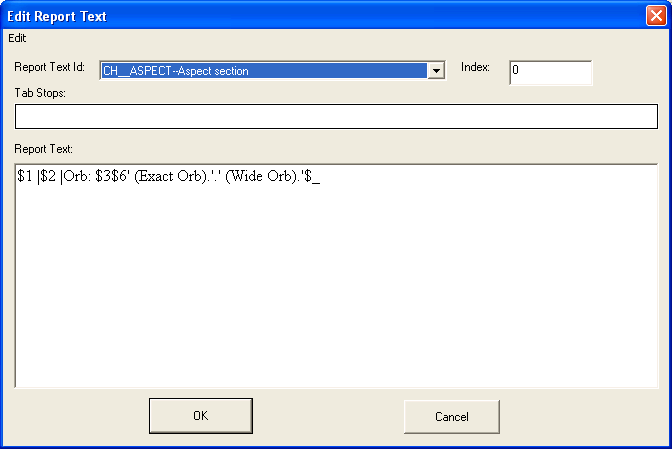 Edit Report Text
Edit
Report Text Id: CH__ASPECT--Aspect section Index: 0
Tab Stops:
Report Text:
$1 |$2 |Orb: $3$6' (Exact Orb).'.' (Wide Orb).'$_
OK Cancel